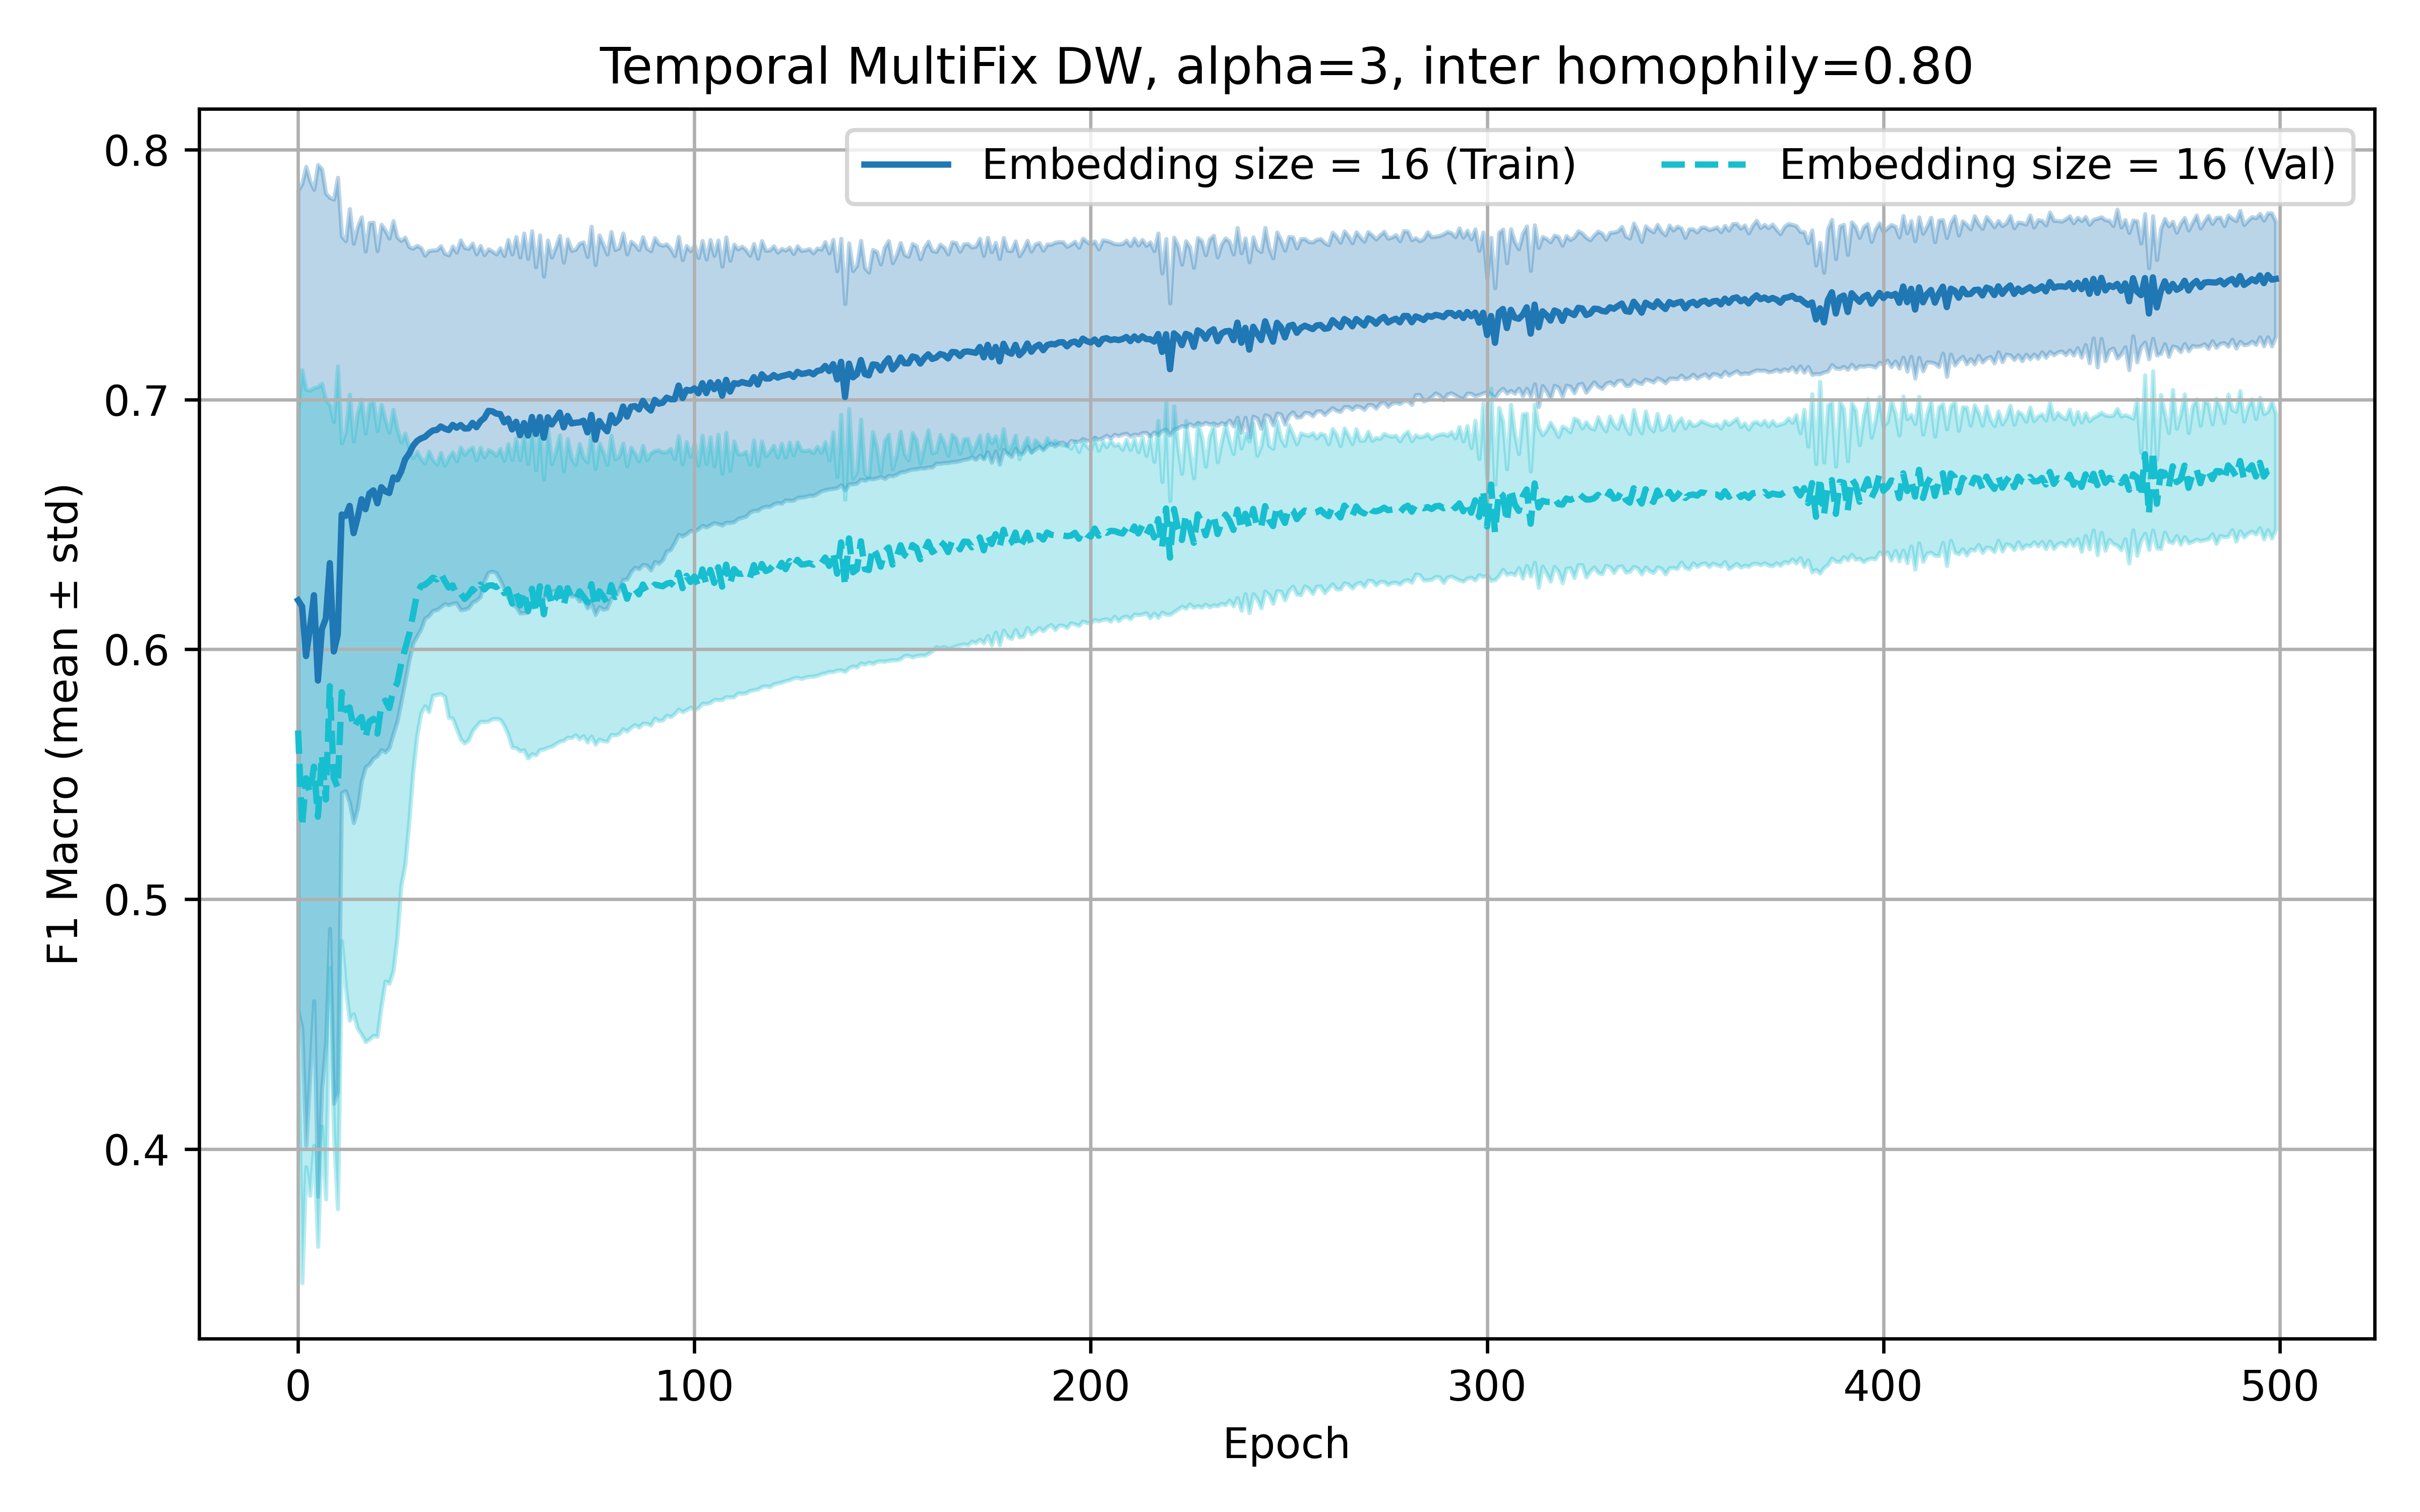 Temporal MultiFix DW, alpha=3, inter homophily=0.80
Embedding size = 16 (Train)
Embedding size = 16 (Val)
F1 Macro (mean ± std)
0.8
0.7
0.6
0.5
0.4
0
100
200
300
400
500
Epoch